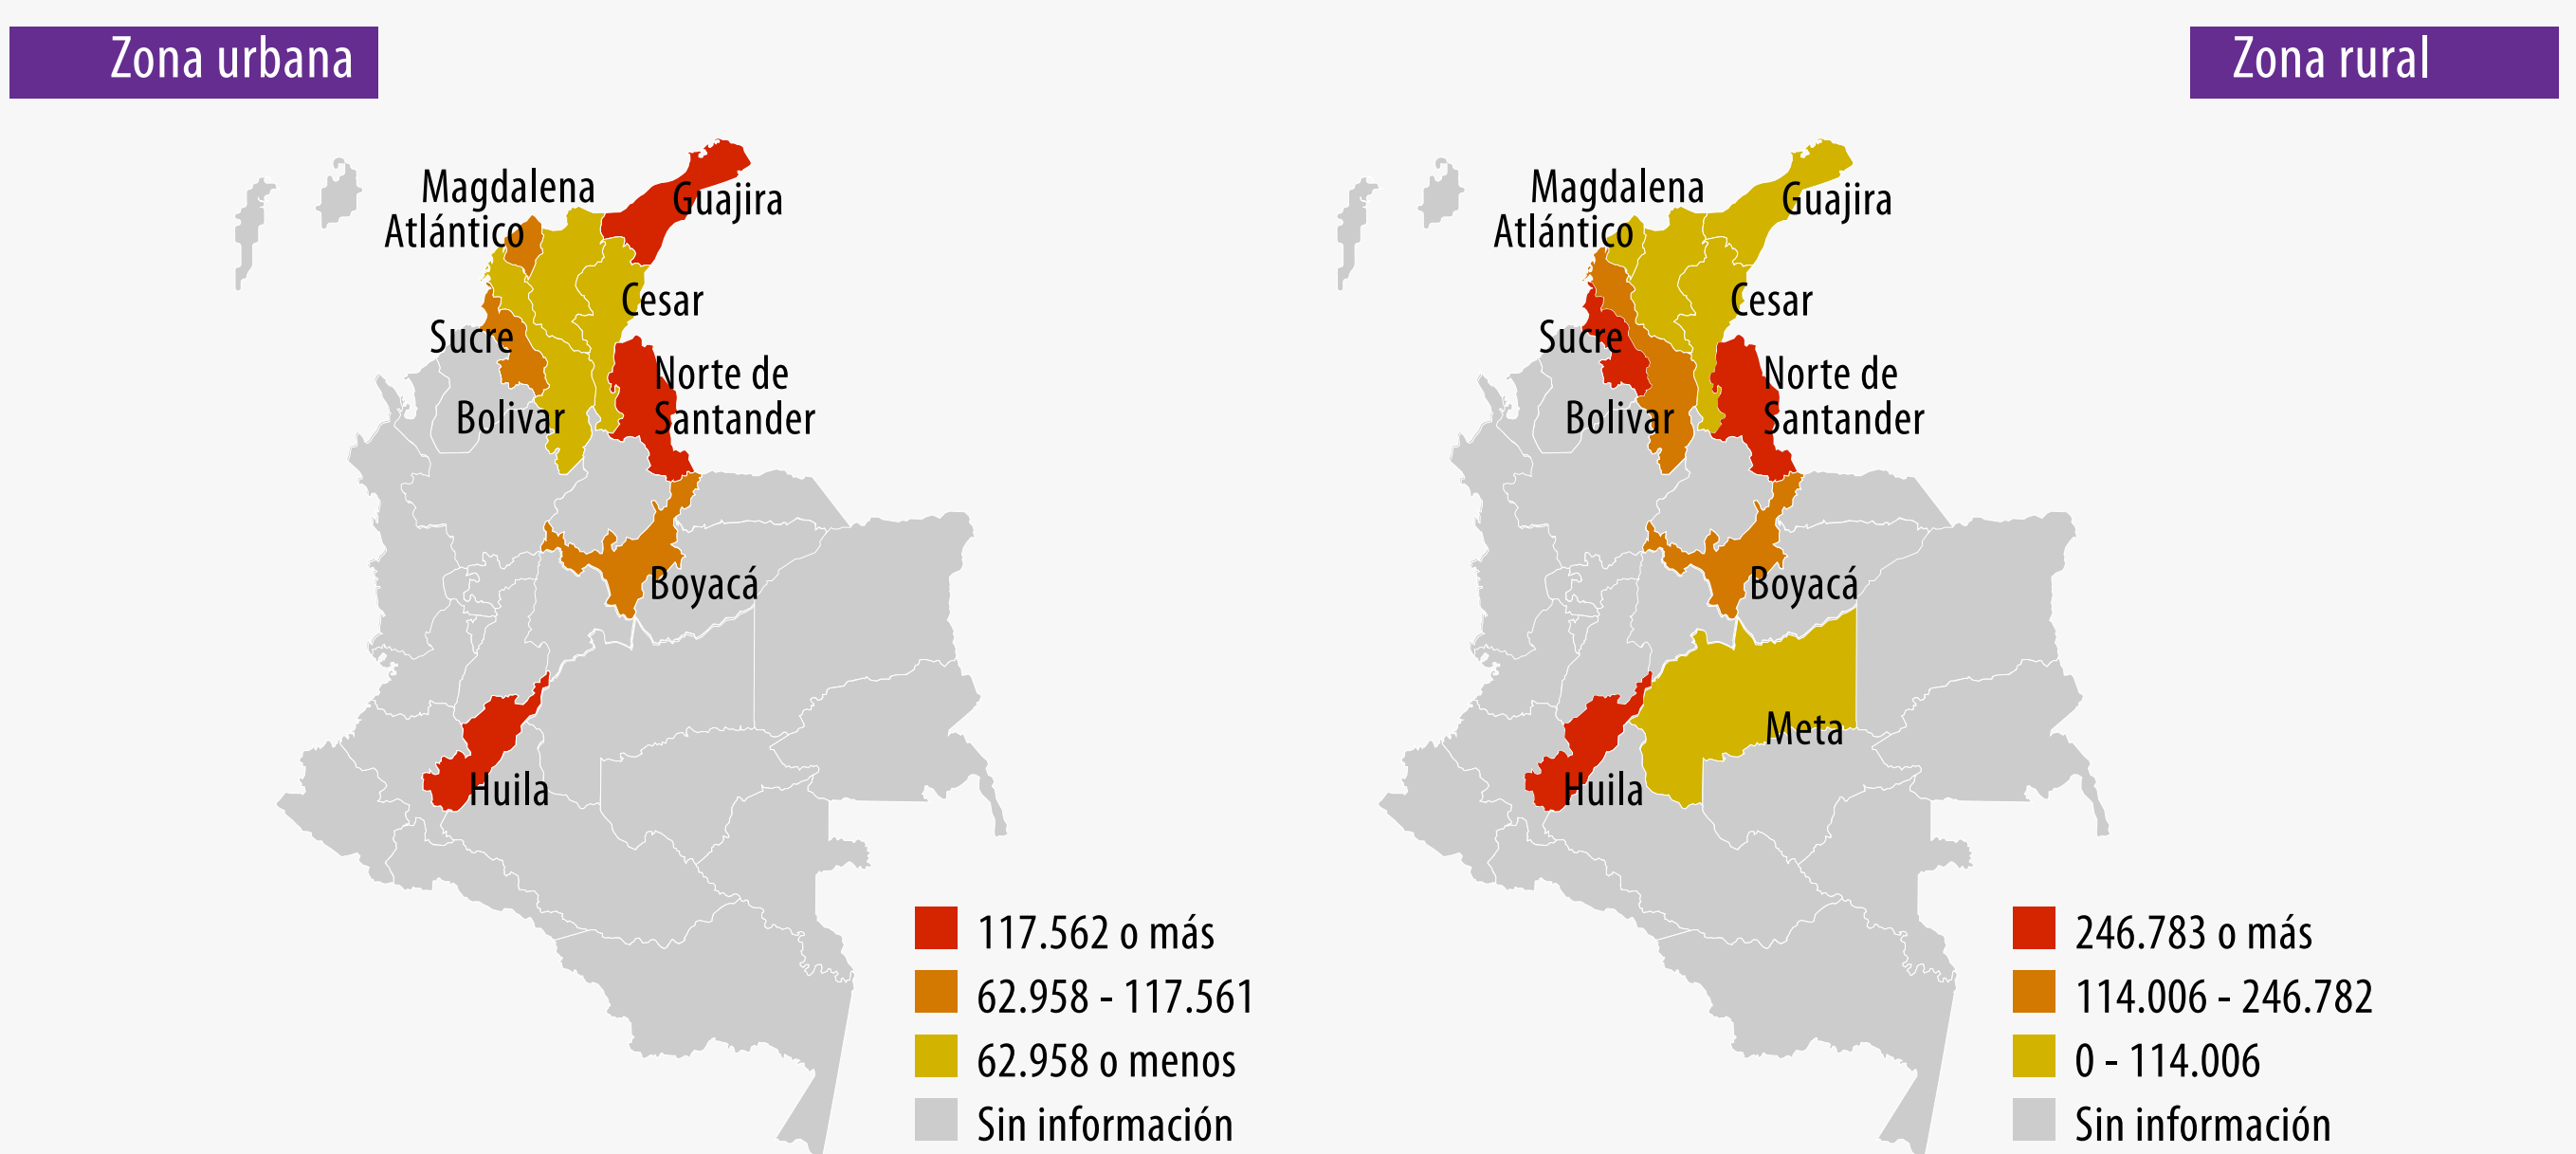 Zona urbana
Magdalena
Guajira
Atlántico
Cesar
Sucre
Norte de
Santander
Bolivar
Boyacá
Huila
117.562 o más
62.958 - 117.561
62.958 o menos
Sin información
Zona rural
Magdalena
Guajira
Atlántico
Cesar
Sucre
Norte de
Santander
Bolivar
Boyacá
Meta
Huila
246.783 o más
114.006 - 246.782
0 - 114.006
Sin información